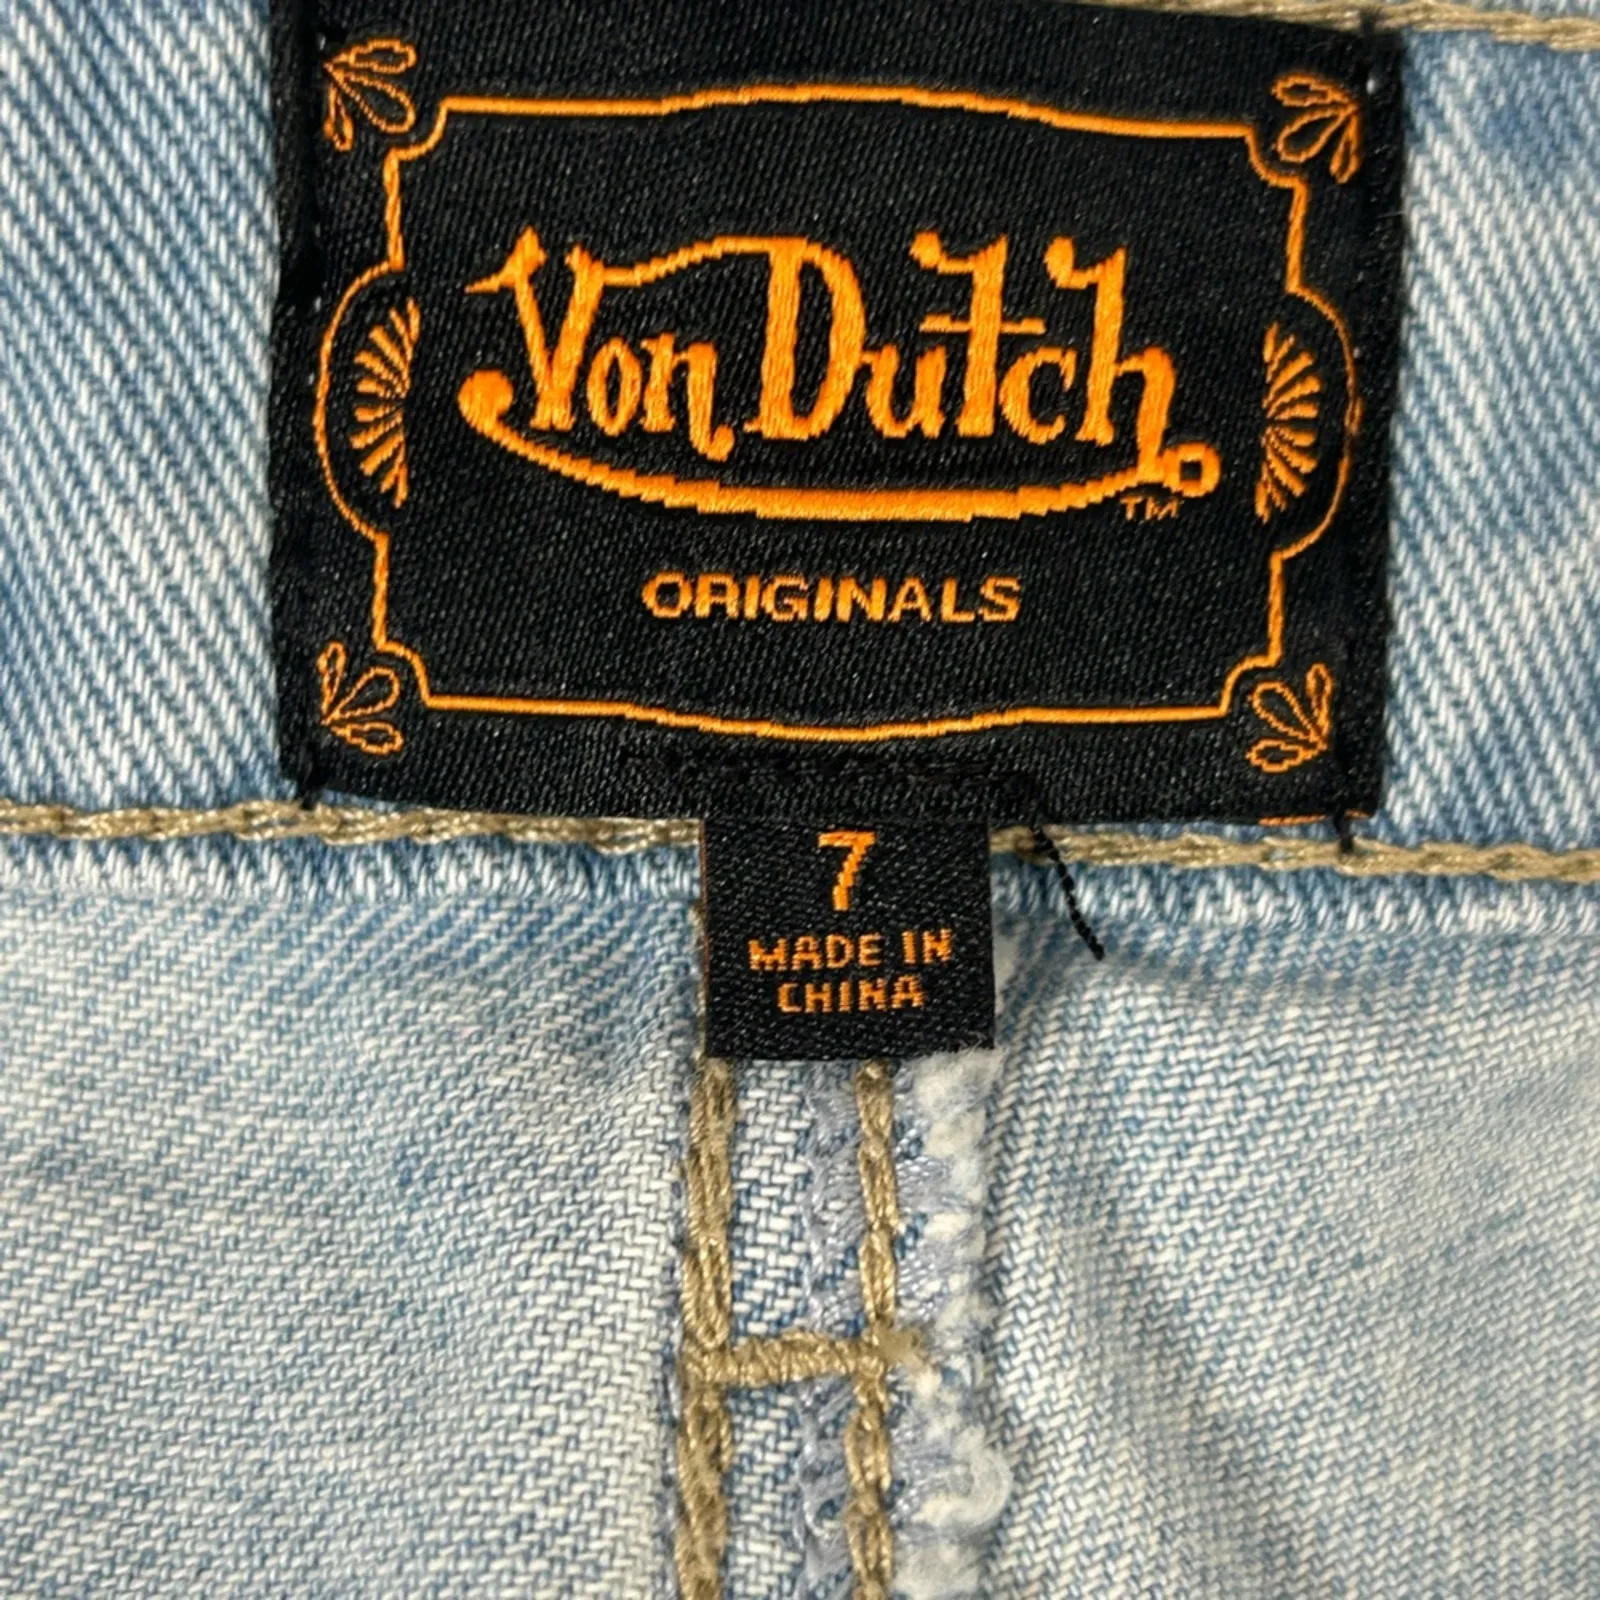 Von Dutch
TM
ORIGINALS
7
MADE IN
CHINA